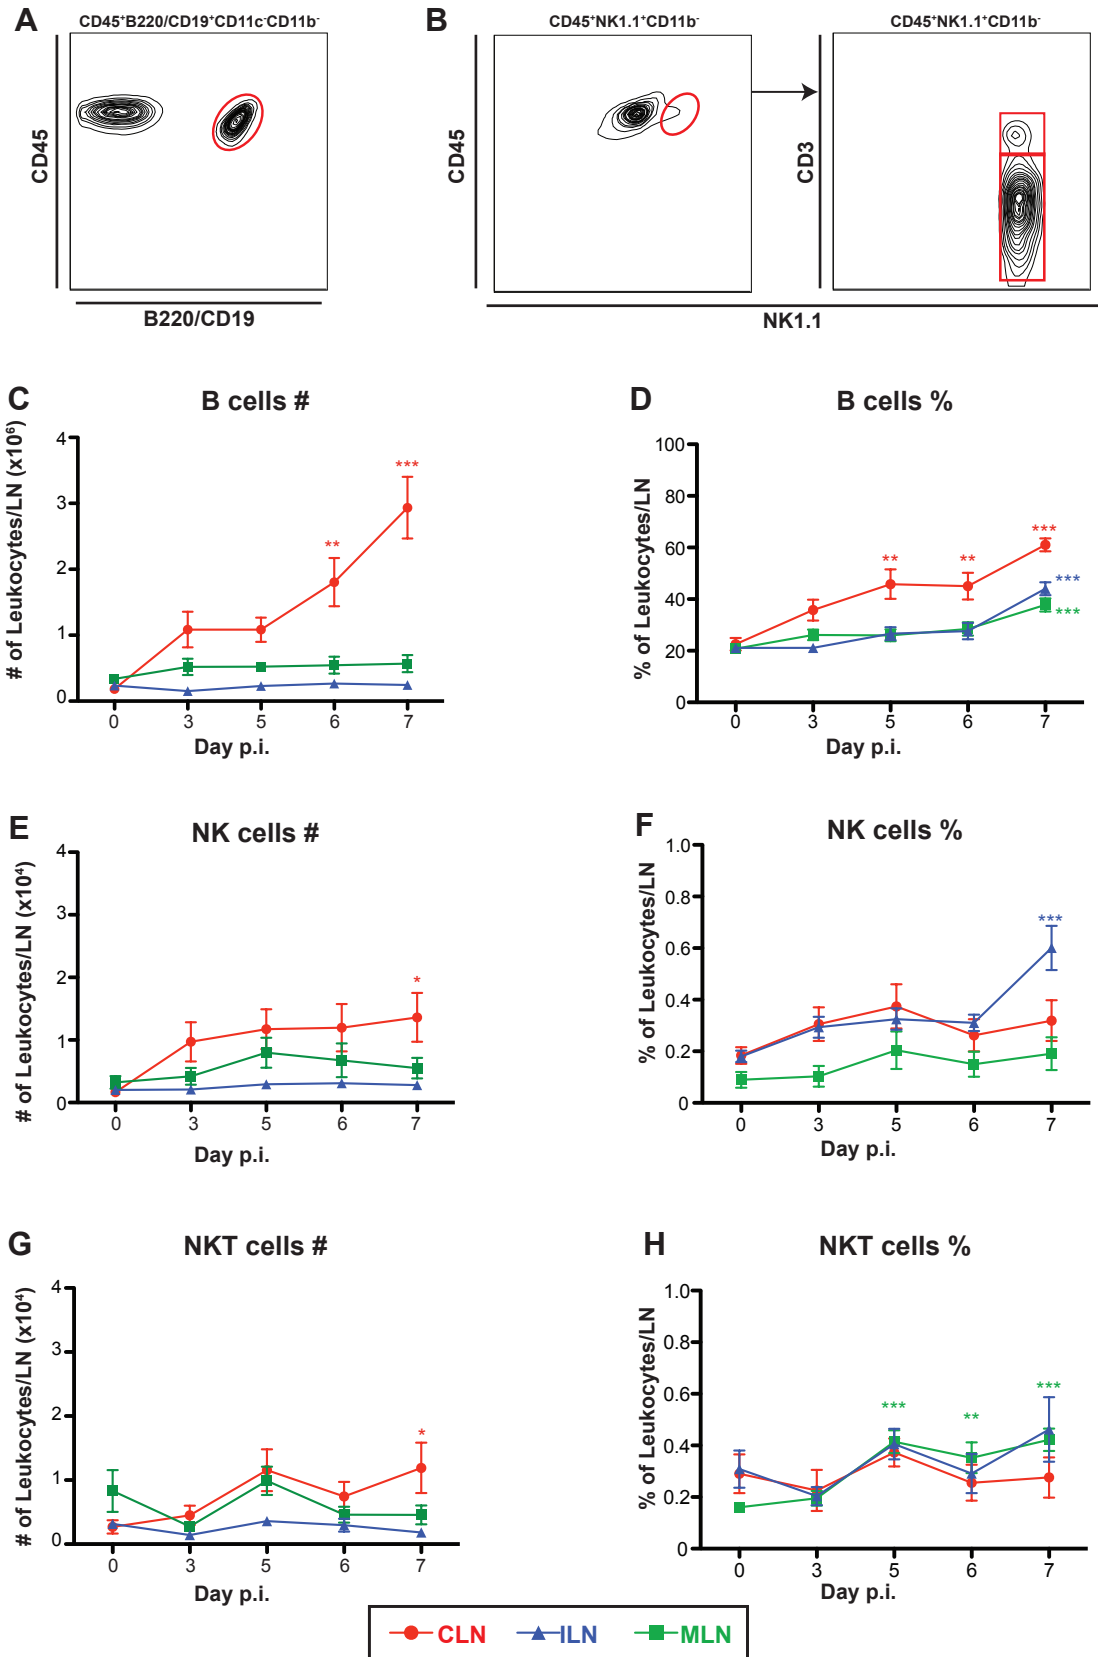 A
CD45⁺B220/CD19⁺CD11c⁻CD11b⁻
CD45
B220/CD19
B
CD45⁺NK1.1⁺CD11b⁻
CD45⁺NK1.1⁺CD11b⁻
CD45
CD3
NK1.1
C
B cells #
# of Leukocytes/LN (x10⁶)
4
3
2
1
0
***
**
0 3 5 6 7
Day p.i.
D
B cells %
% of Leukocytes/LN
100
80
60
40
20
0
** ** ***
***
***
0 3 5 6 7
Day p.i.
E
NK cells #
# of Leukocytes/LN (x10⁴)
4
3
2
1
0
*
0 3 5 6 7
Day p.i.
F
NK cells %
% of Leukocytes/LN
1.0
0.8
0.6
0.4
0.2
0
***
0 3 5 6 7
Day p.i.
G
NKT cells #
# of Leukocytes/LN (x10⁴)
4
3
2
1
0
*
0 3 5 6 7
Day p.i.
H
NKT cells %
% of Leukocytes/LN
1.0
0.8
0.6
0.4
0.2
0
*** ** ***
0 3 5 6 7
Day p.i.
CLN ILN MLN